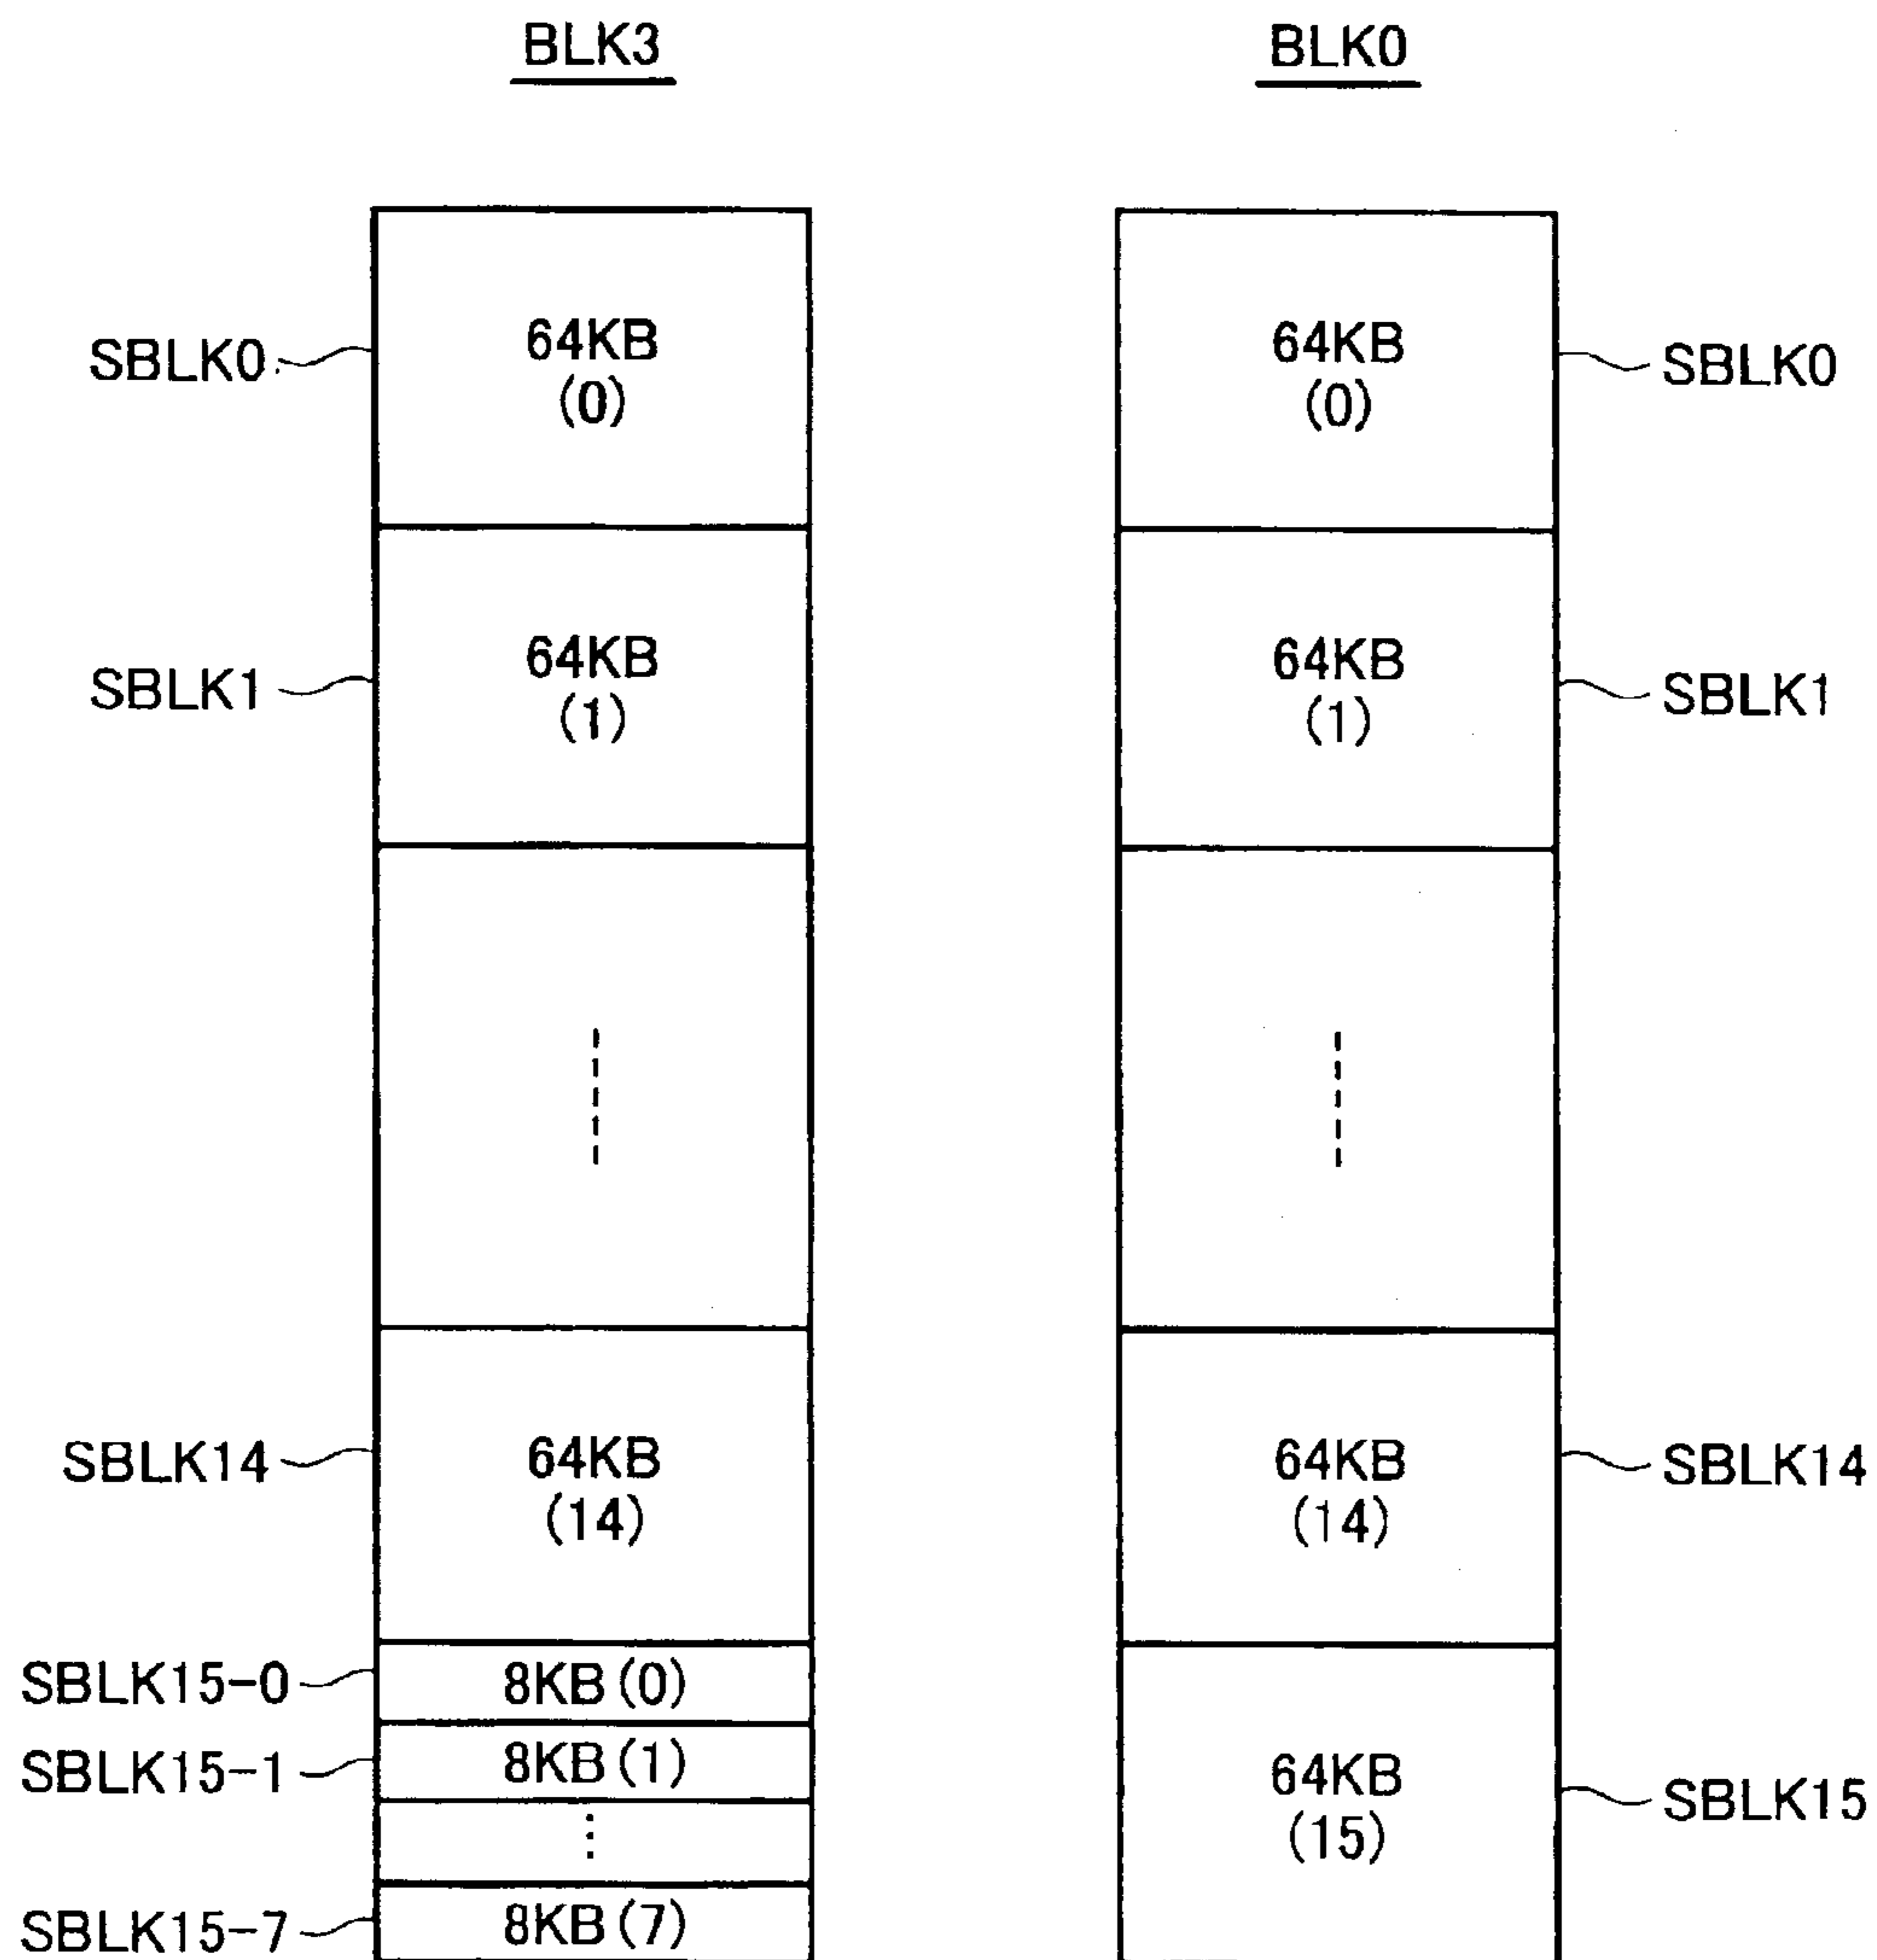 BLK3
BLK0
SBLK0
64KB
(0)
64KB
(0)
SBLK0
SBLK1
64KB
(1)
64KB
(1)
SBLK1
SBLK14
64KB
(14)
64KB
(14)
SBLK14
SBLK15-0
8KB(0)
SBLK15-1
8KB(1)
64KB
(15)
SBLK15
SBLK15-7
8KB(7)